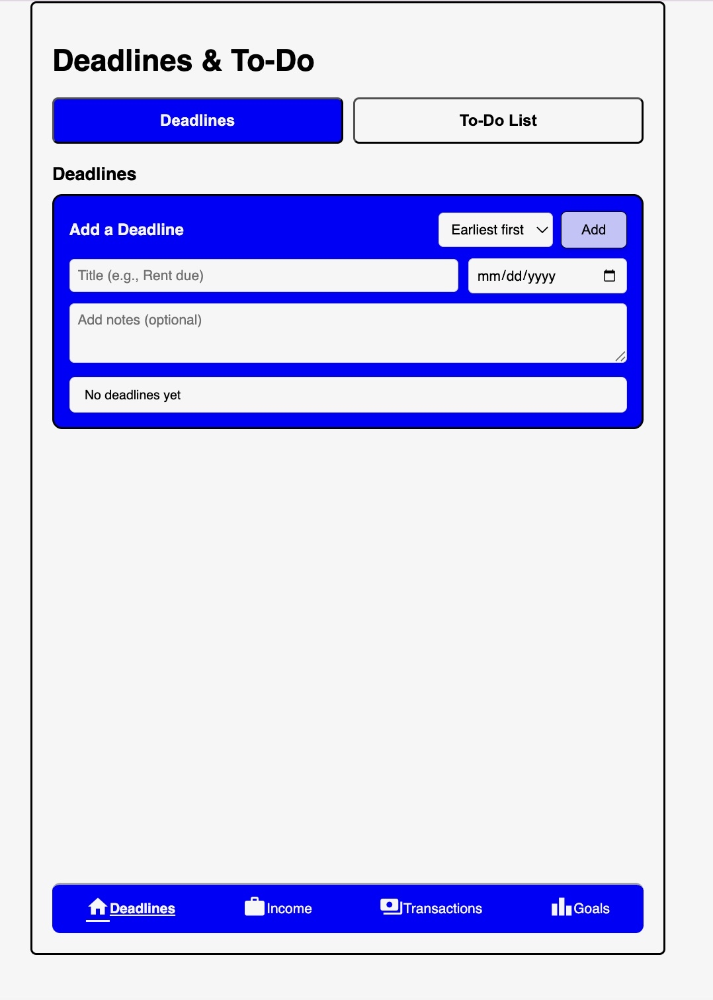 Deadlines & To-Do
Deadlines To-Do List
Deadlines
Add a Deadline Earliest first Add
Title (e.g., Rent due) mm/dd/yyyy
Add notes (optional)
No deadlines yet
Deadlines Income Transactions Goals